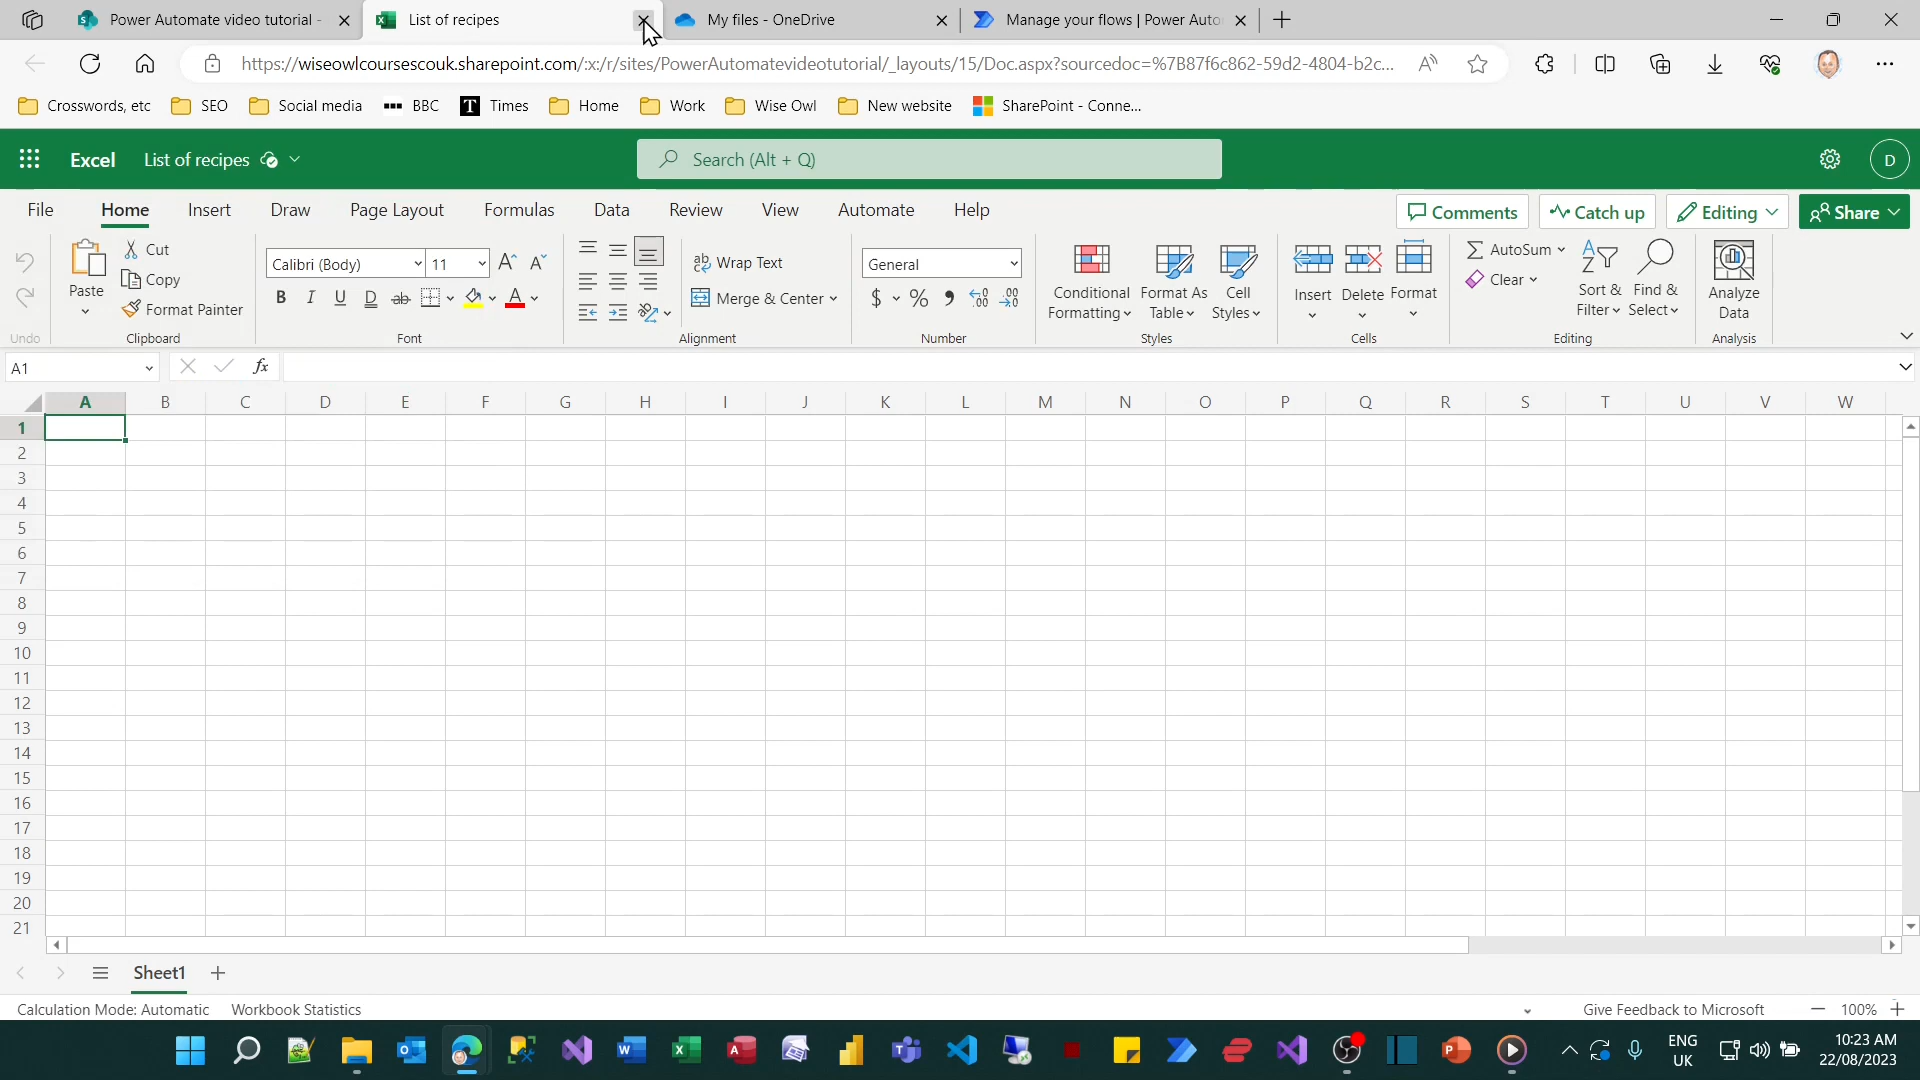 Power Automate video tutorial -
List of recipes
My files - OneDrive
Manage your flows | Power Auto
https://wiseowlcoursescouk.sharepoint.com/:x:/r/sites/PowerAutomatevideotutorial/_layouts/15/Doc.aspx?sourcedoc=%7B87f6c862-59d2-4804-b2c...
Crosswords, etc SEO Social media BBC T Times Home Work Wise Owl New website SharePoint - Conne...
Excel List of recipes Search (Alt + Q) D
File Home Insert Draw Page Layout Formulas Data Review View Automate Help Comments Catch up Editing Share
Paste Cut Copy Format Painter
Calibri (Body) 11
B I U D ab
Wrap Text
Merge & Center
General
$ % 9
Conditional Formatting Format As Table Cell Styles
Insert Delete Format
AutoSum Clear Sort & Filter Find & Select
Analyze Data
Undo Clipboard Font Alignment Number Styles Cells Editing Analysis
A1 fx
A B C D E F G H I J K L M N O P Q R S T U V W
1
2
3
4
5
6
7
8
9
10
11
12
13
14
15
16
17
18
19
20
21
Sheet1
Calculation Mode: Automatic Workbook Statistics Give Feedback to Microsoft 100%
ENG
UK
10:23 AM
22/08/2023